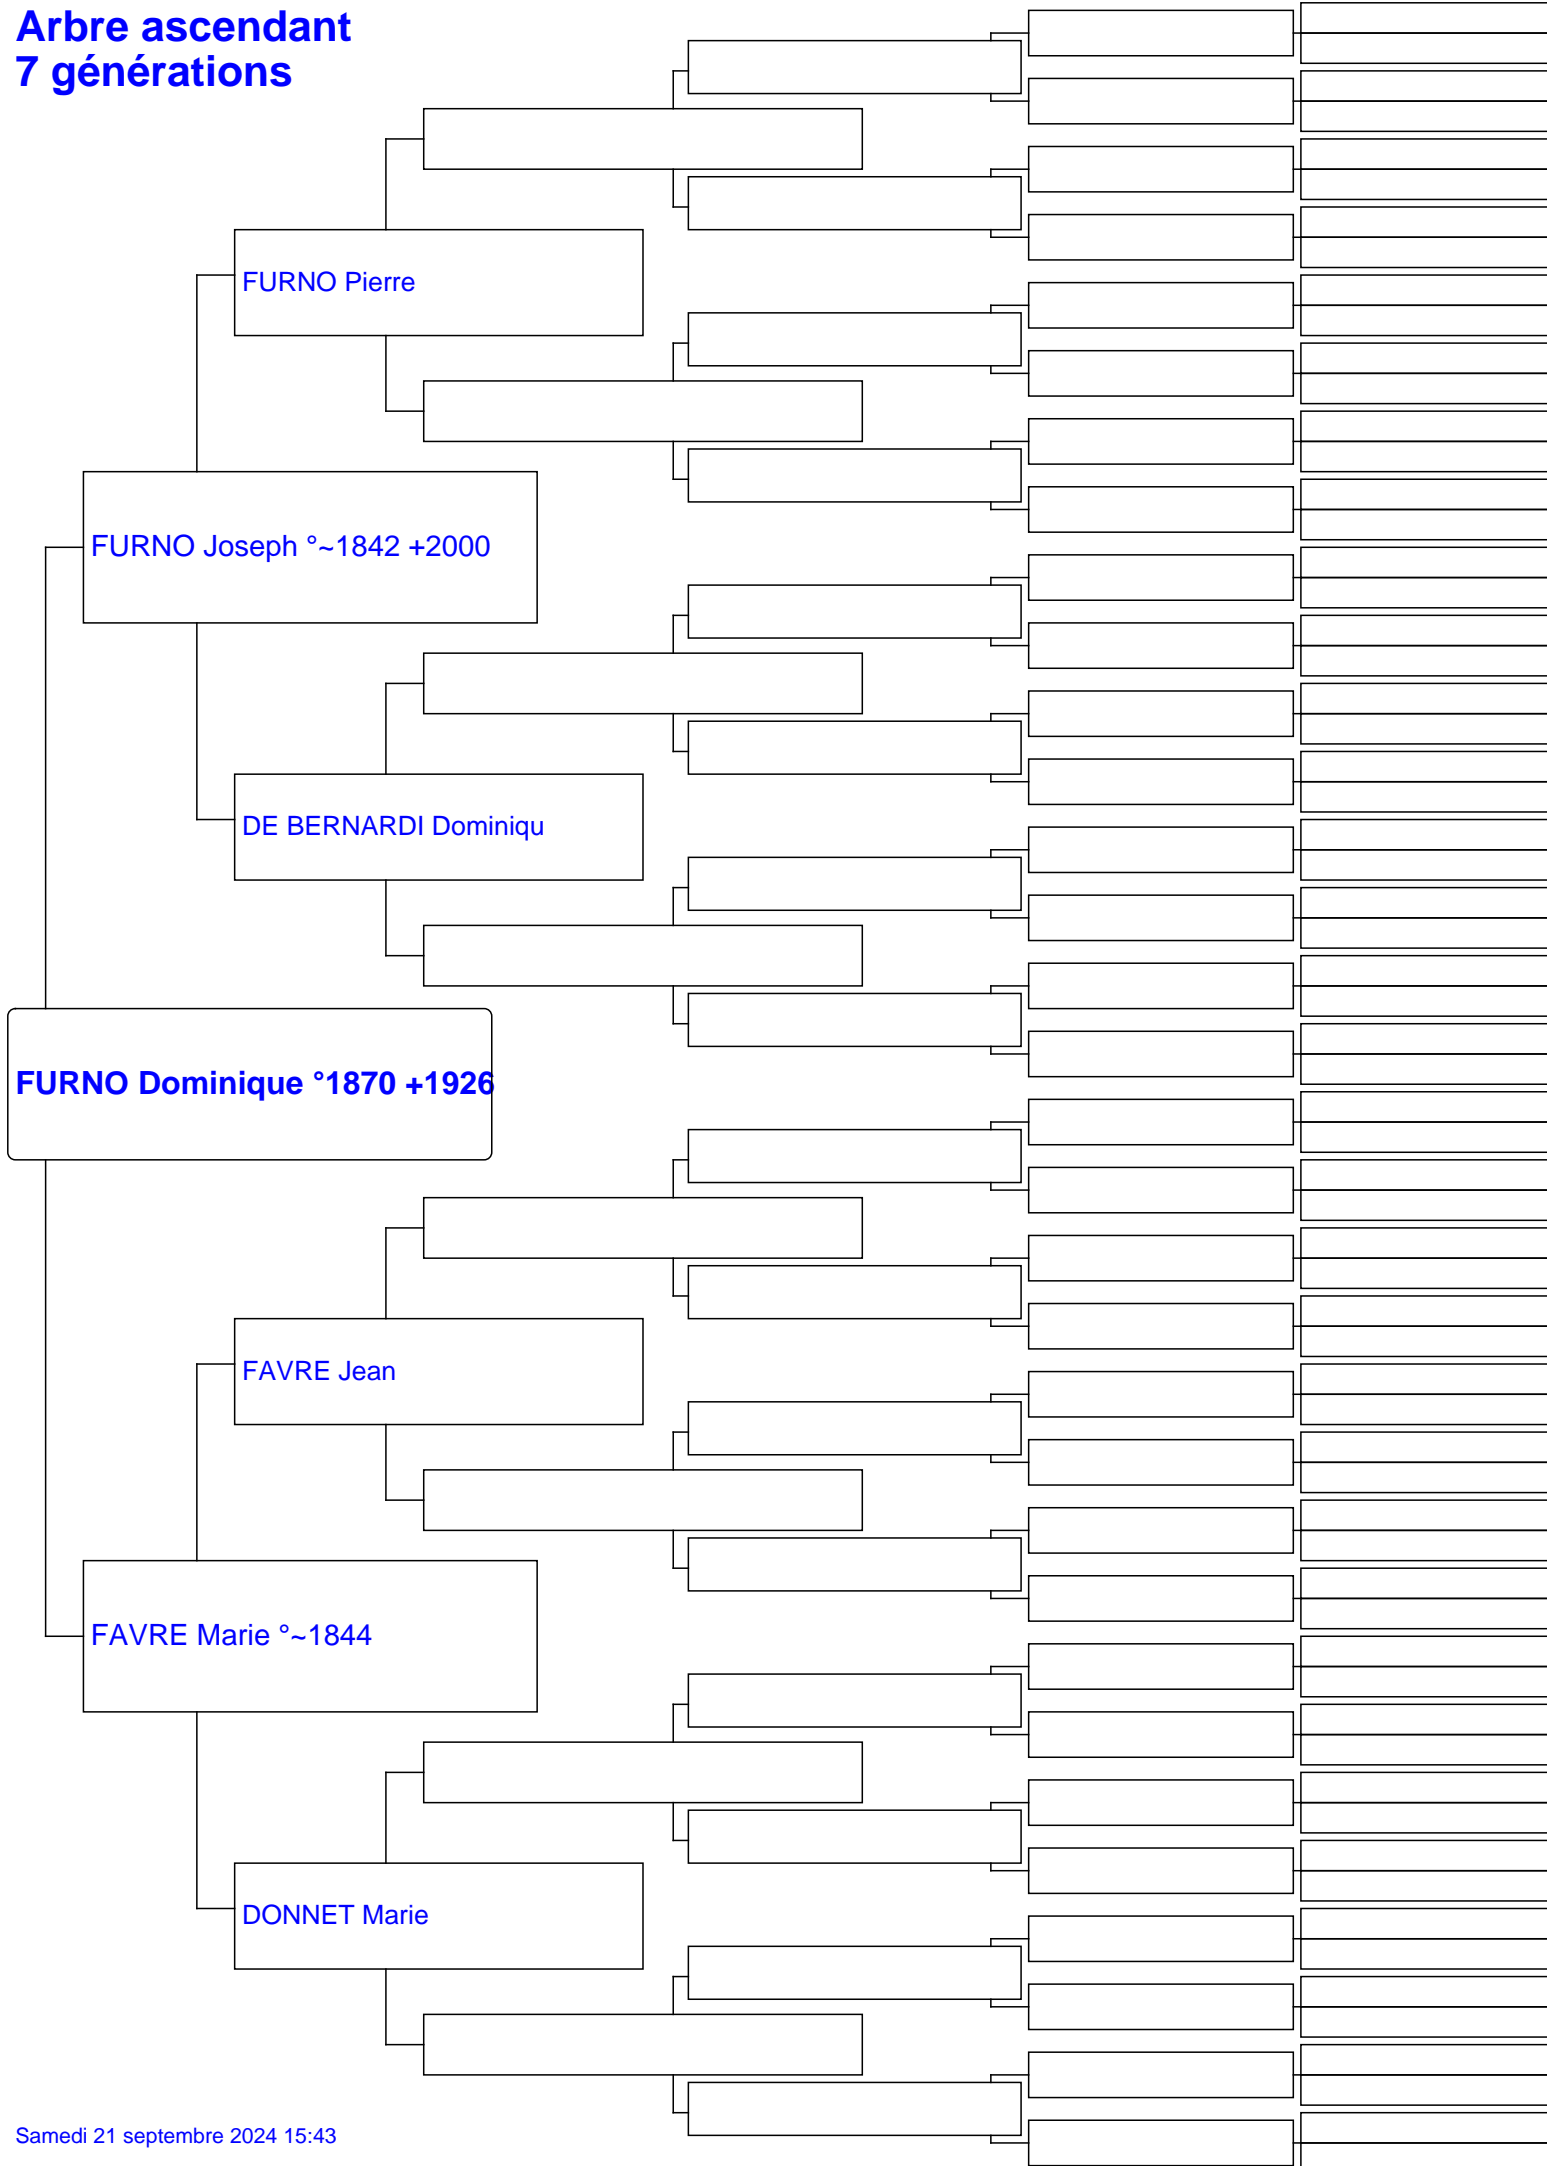 Arbre ascendant
7 générations
FURNO Pierre
FURNO Joseph °~1842 +2000
DE BERNARDI Dominiqu
FURNO Dominique °1870 +1926
FAVRE Jean
FAVRE Marie °~1844
DONNET Marie
Samedi 21 septembre 2024 15:43